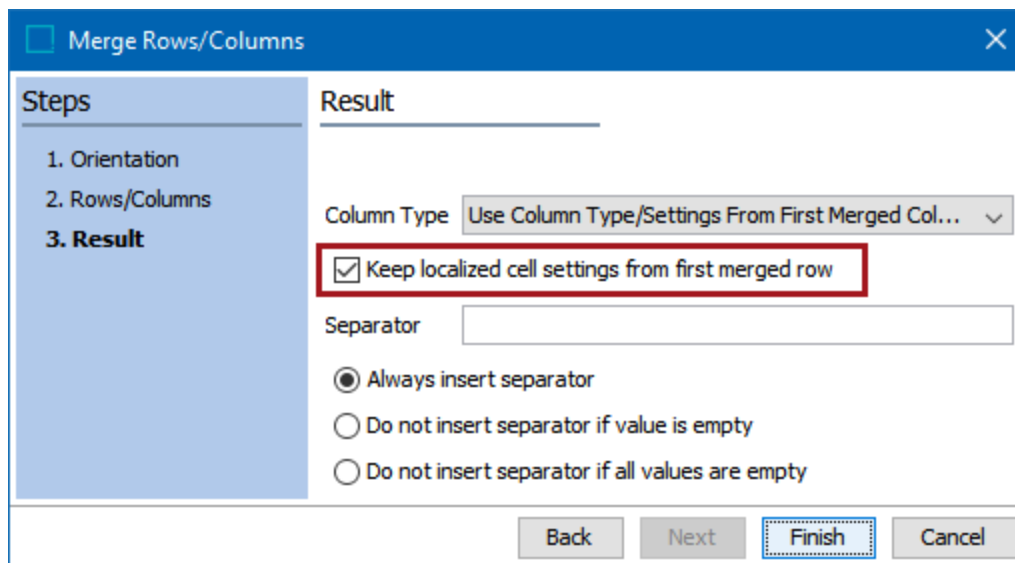 Merge Rows/Columns
Steps
1. Orientation
2. Rows/Columns
3. Result
Result
Column Type Use Column Type/Settings From First Merged Col...
Keep localized cell settings from first merged row
Separator
Always insert separator
Do not insert separator if value is empty
Do not insert separator if all values are empty
Back Next Finish Cancel